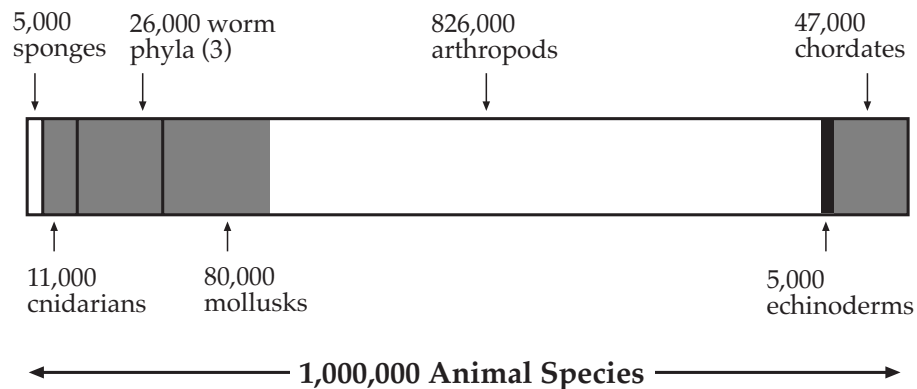 5,000
sponges
26,000 worm
phyla (3)
826,000
arthropods
47,000
chordates
11,000
cnidarians
80,000
mollusks
5,000
echinoderms
1,000,000 Animal Species